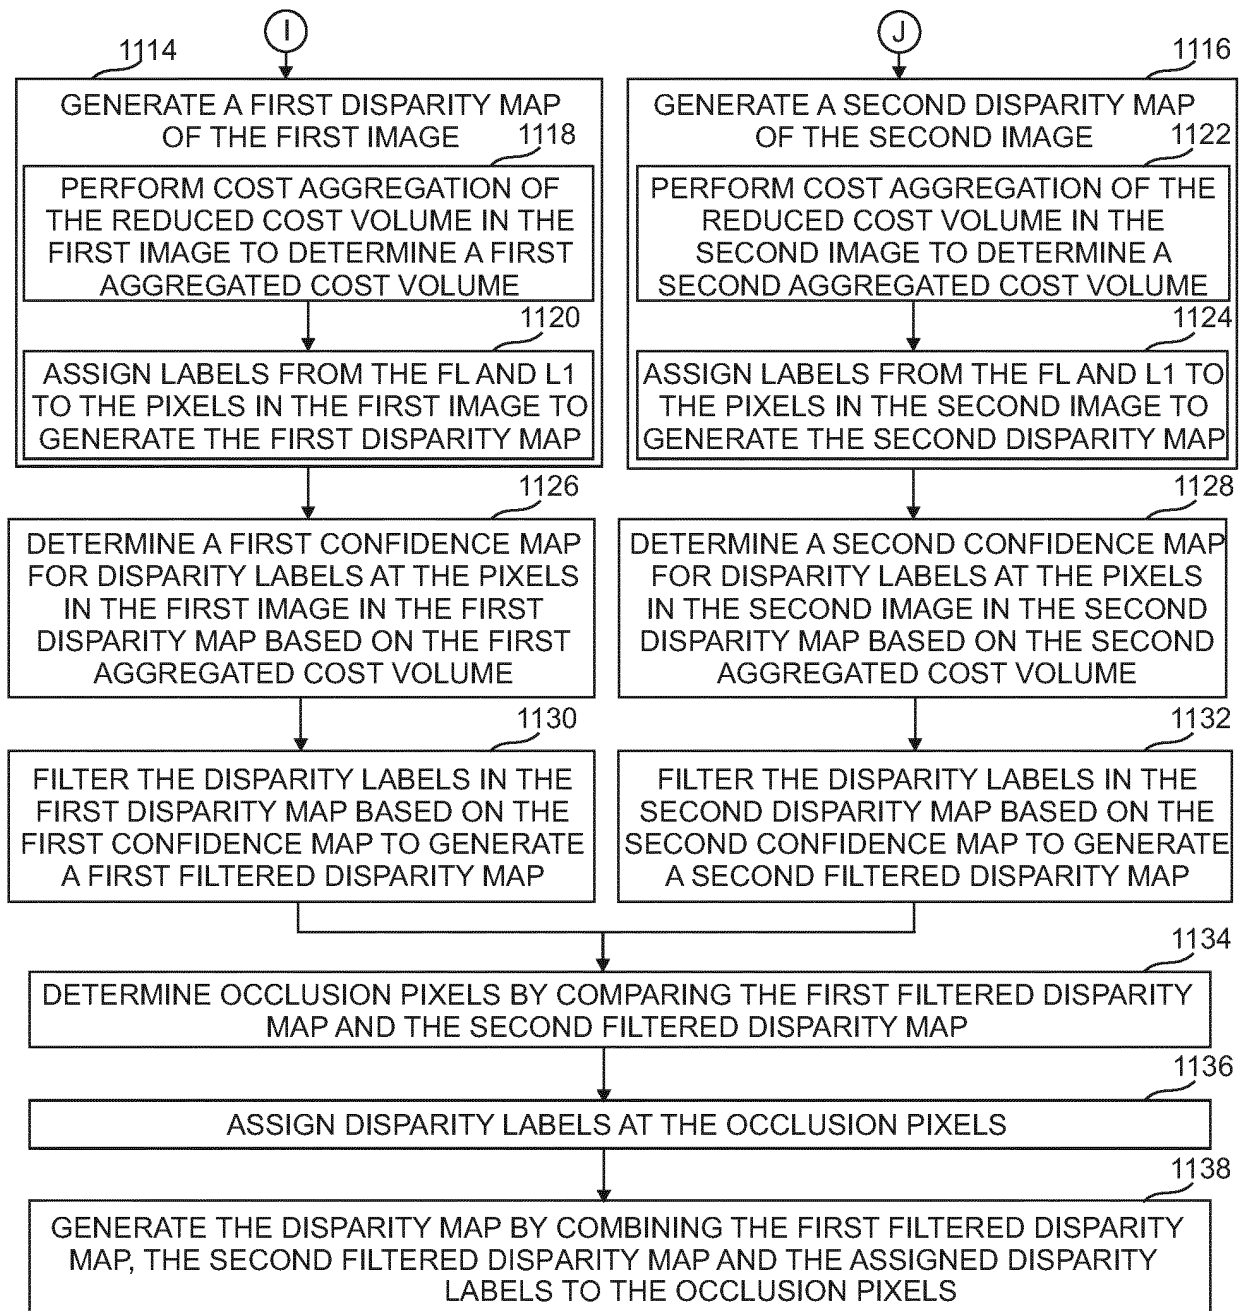 I
J
1114
1116
GENERATE A FIRST DISPARITY MAP
OF THE FIRST IMAGE
1118
PERFORM COST AGGREGATION OF
THE REDUCED COST VOLUME IN THE
FIRST IMAGE TO DETERMINE A FIRST
AGGREGATED COST VOLUME
1120
ASSIGN LABELS FROM THE FL AND L1
TO THE PIXELS IN THE FIRST IMAGE TO
GENERATE THE FIRST DISPARITY MAP
GENERATE A SECOND DISPARITY MAP
OF THE SECOND IMAGE
1122
PERFORM COST AGGREGATION OF THE
REDUCED COST VOLUME IN THE
SECOND IMAGE TO DETERMINE A
SECOND AGGREGATED COST VOLUME
1124
ASSIGN LABELS FROM THE FL AND L1 TO
THE PIXELS IN THE SECOND IMAGE TO
GENERATE THE SECOND DISPARITY MAP
1126
DETERMINE A FIRST CONFIDENCE MAP
FOR DISPARITY LABELS AT THE PIXELS
IN THE FIRST IMAGE IN THE FIRST
DISPARITY MAP BASED ON THE FIRST
AGGREGATED COST VOLUME
1128
DETERMINE A SECOND CONFIDENCE MAP
FOR DISPARITY LABELS AT THE PIXELS
IN THE SECOND IMAGE IN THE SECOND
DISPARITY MAP BASED ON THE SECOND
AGGREGATED COST VOLUME
1130
FILTER THE DISPARITY LABELS IN THE
FIRST DISPARITY MAP BASED ON THE
FIRST CONFIDENCE MAP TO GENERATE
A FIRST FILTERED DISPARITY MAP
1132
FILTER THE DISPARITY LABELS IN THE
SECOND DISPARITY MAP BASED ON THE
SECOND CONFIDENCE MAP TO GENERATE
A SECOND FILTERED DISPARITY MAP
1134
DETERMINE OCCLUSION PIXELS BY COMPARING THE FIRST FILTERED DISPARITY
MAP AND THE SECOND FILTERED DISPARITY MAP
1136
ASSIGN DISPARITY LABELS AT THE OCCLUSION PIXELS
1138
GENERATE THE DISPARITY MAP BY COMBINING THE FIRST FILTERED DISPARITY
MAP, THE SECOND FILTERED DISPARITY MAP AND THE ASSIGNED DISPARITY
LABELS TO THE OCCLUSION PIXELS